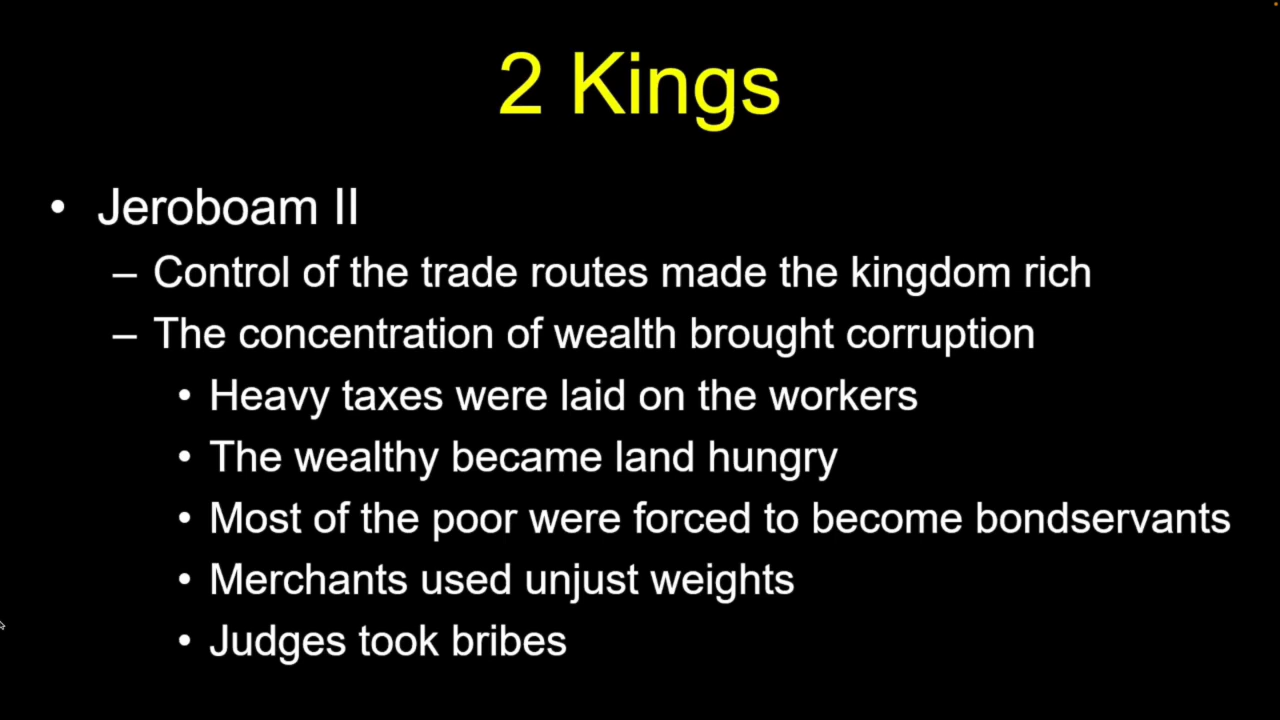 2 Kings
• Jeroboam II
– Control of the trade routes made the kingdom rich
– The concentration of wealth brought corruption
• Heavy taxes were laid on the workers
• The wealthy became land hungry
• Most of the poor were forced to become bondservants
• Merchants used unjust weights
• Judges took bribes